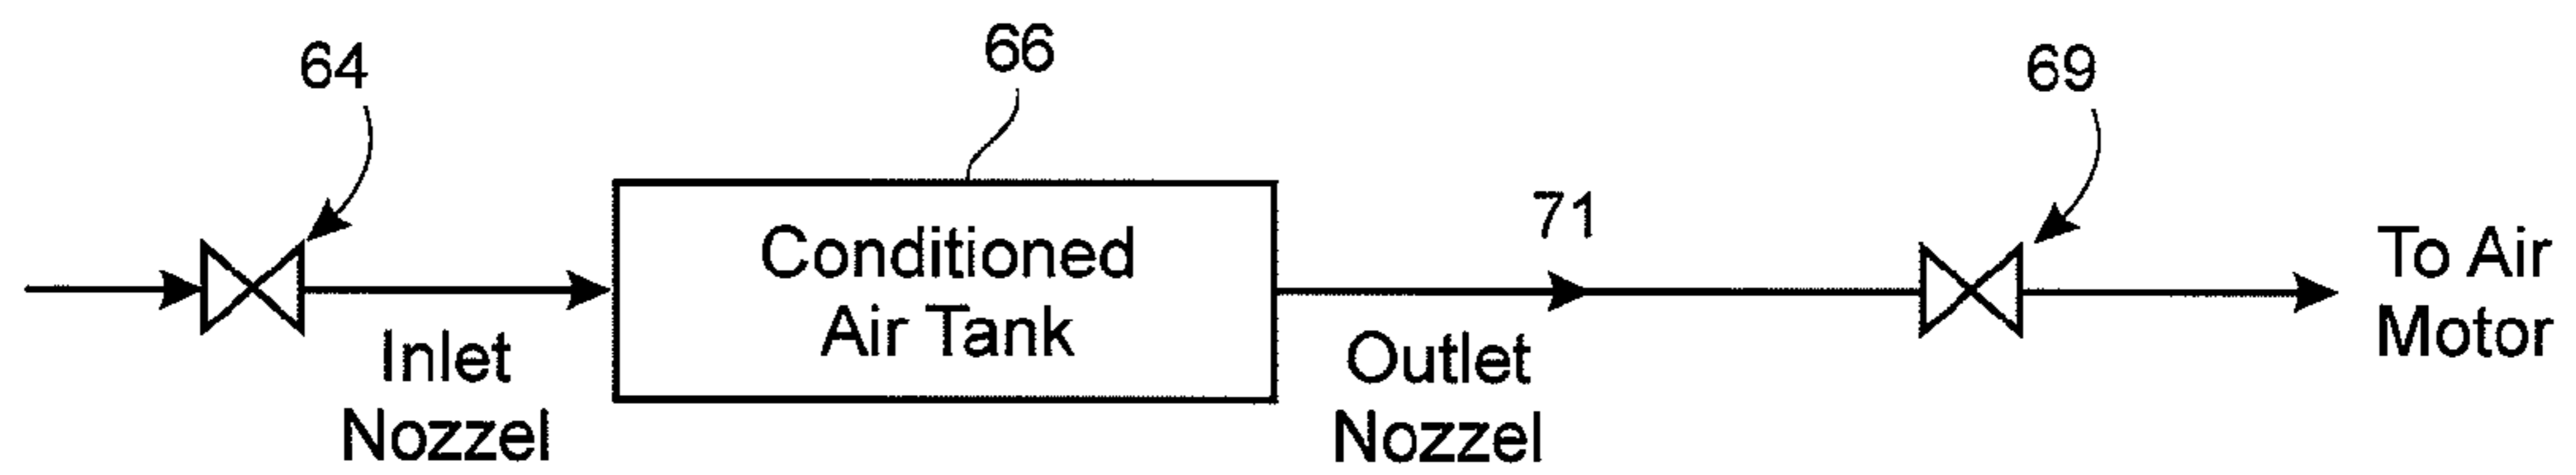 64
66
69
71
Conditioned
Air Tank
Inlet
Nozzel
Outlet
Nozzel
To Air
Motor